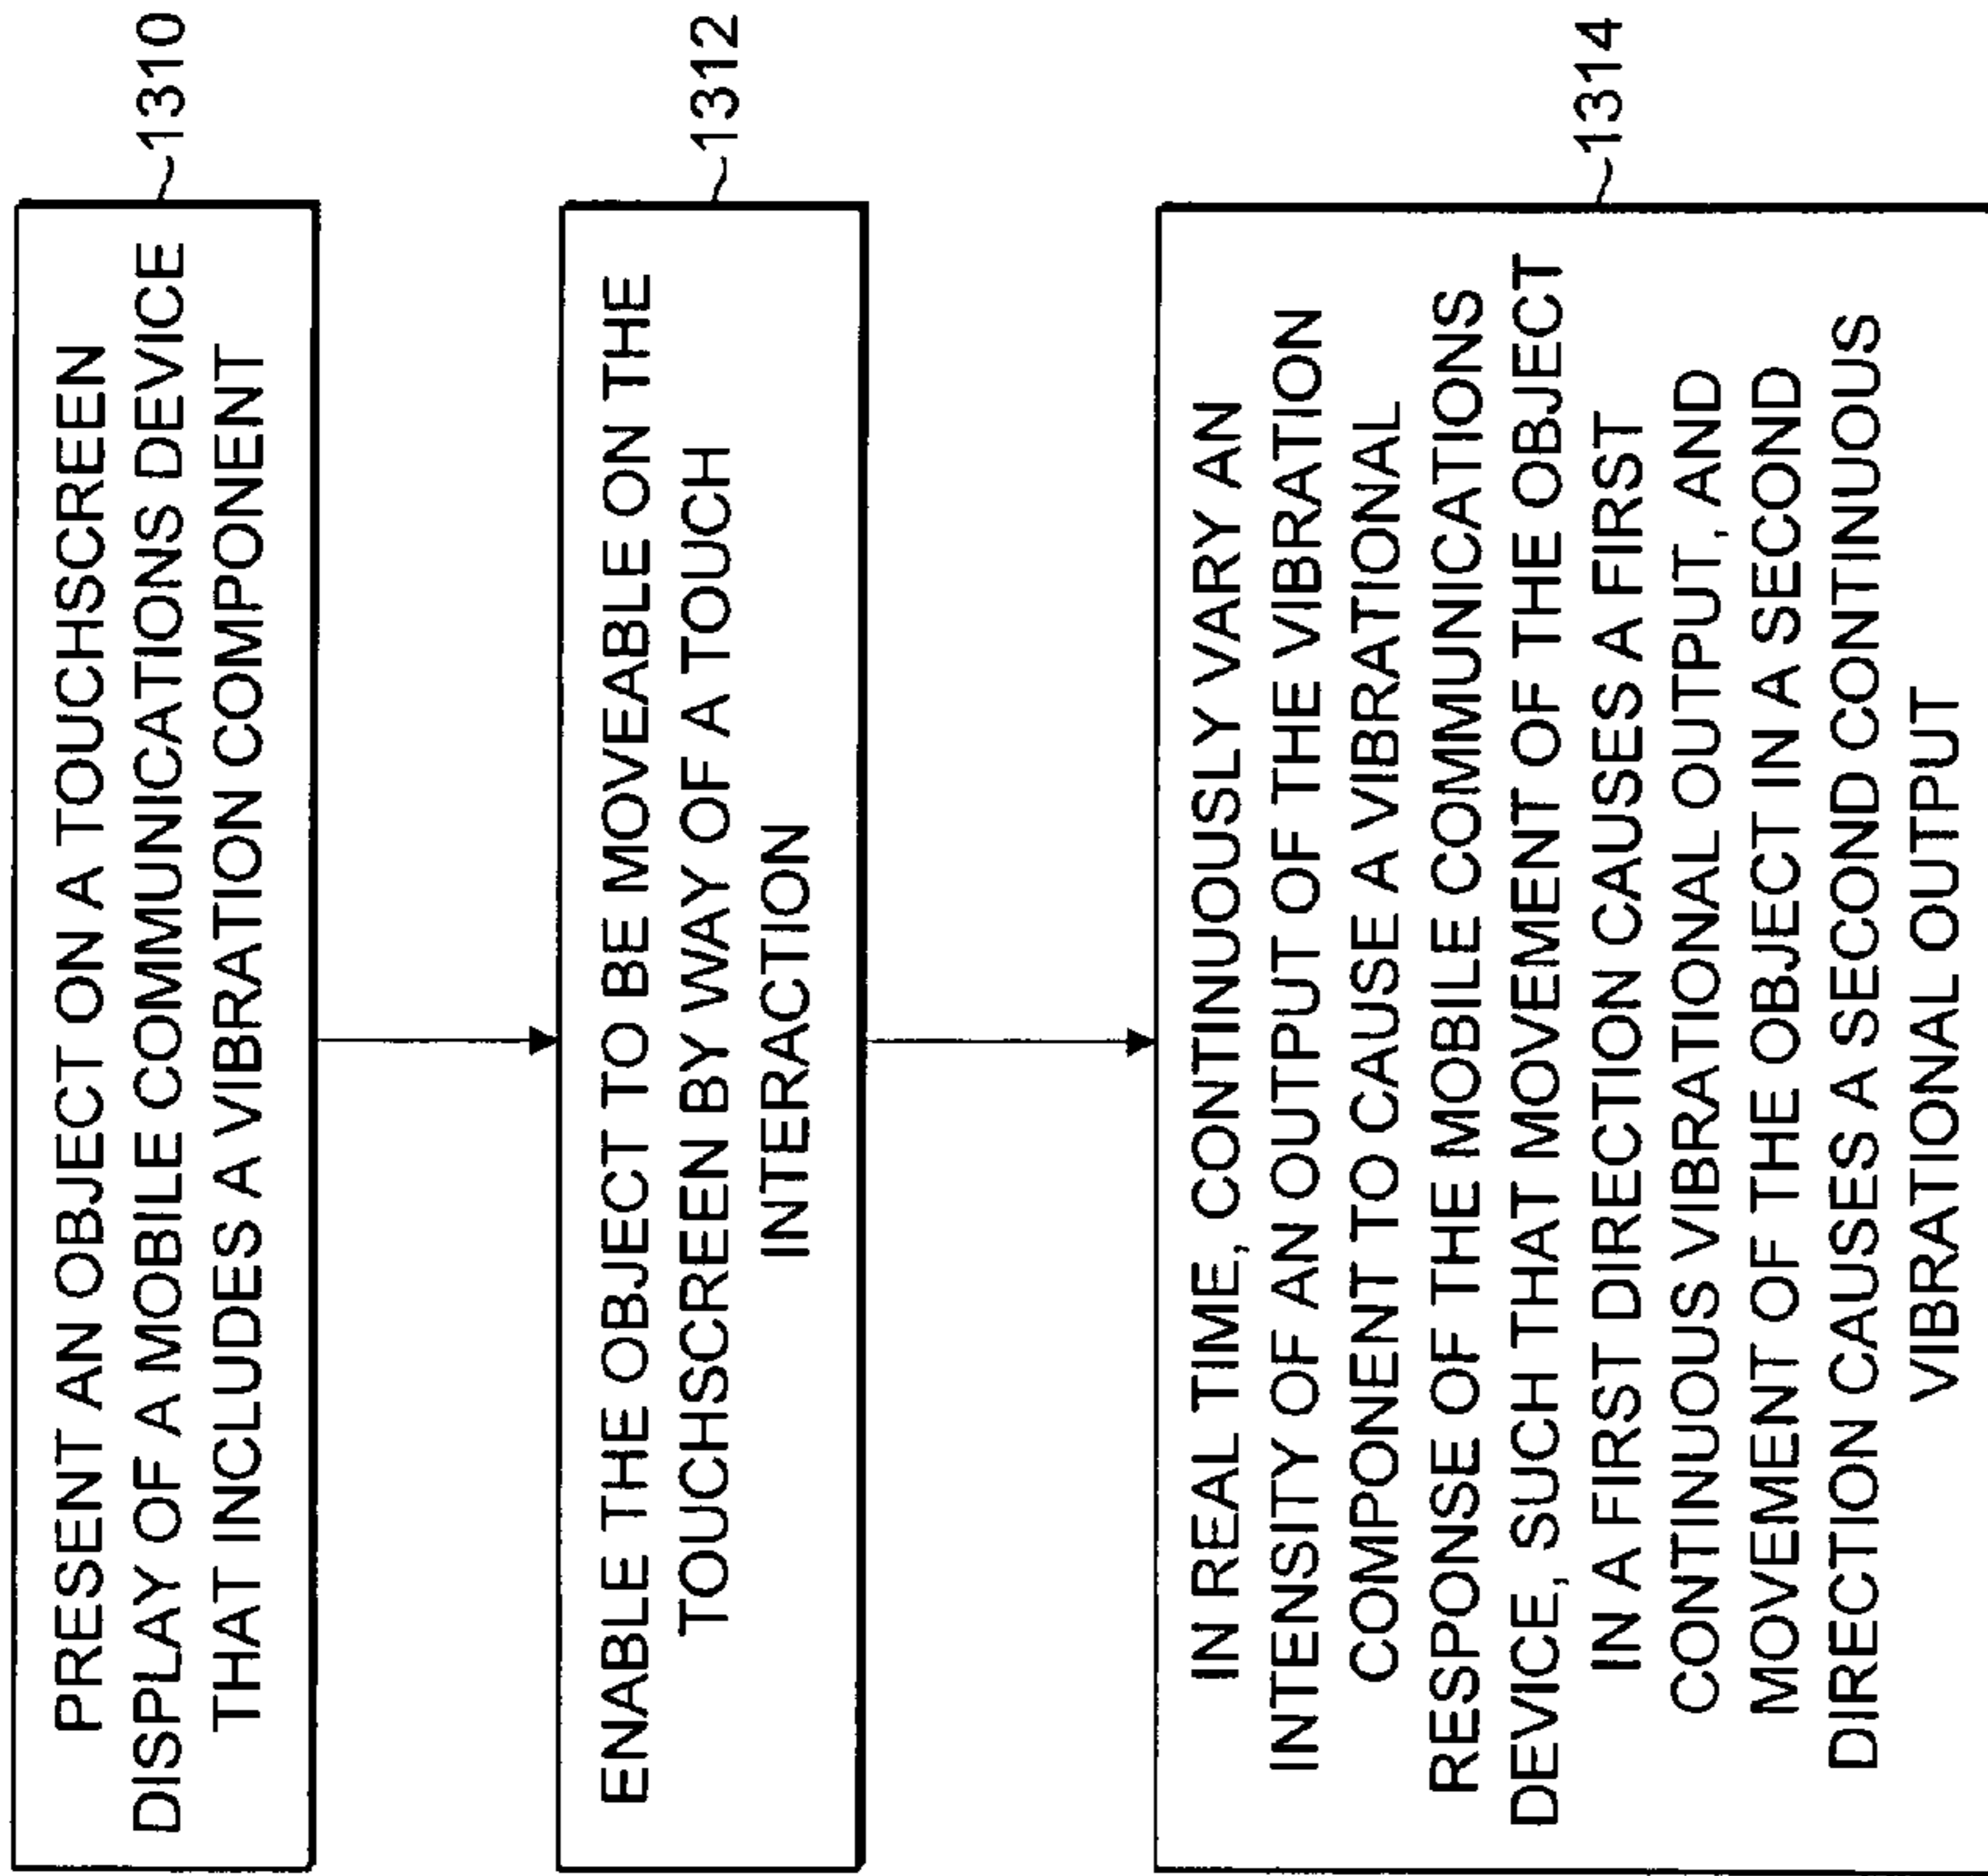 PRESENT AN OBJECT ON A TOUCHSCREEN
DISPLAY OF A MOBILE COMMUNICATIONS DEVICE
THAT INCLUDES A VIBRATION COMPONENT
1310
ENABLE THE OBJECT TO BE MOVEABLE ON THE
TOUCHSCREEN BY WAY OF A TOUCH
INTERACTION
1312
IN REAL TIME, CONTINUOUSLY VARY AN
INTENSITY OF AN OUTPUT OF THE VIBRATION
COMPONENT TO CAUSE A VIBRATIONAL
RESPONSE OF THE MOBILE COMMUNICATIONS
DEVICE, SUCH THAT MOVEMENT OF THE OBJECT
IN A FIRST DIRECTION CAUSES A FIRST
CONTINUOUS VIBRATIONAL OUTPUT, AND
MOVEMENT OF THE OBJECT IN A SECOND
DIRECTION CAUSES A SECOND CONTINUOUS
VIBRATIONAL OUTPUT
1314